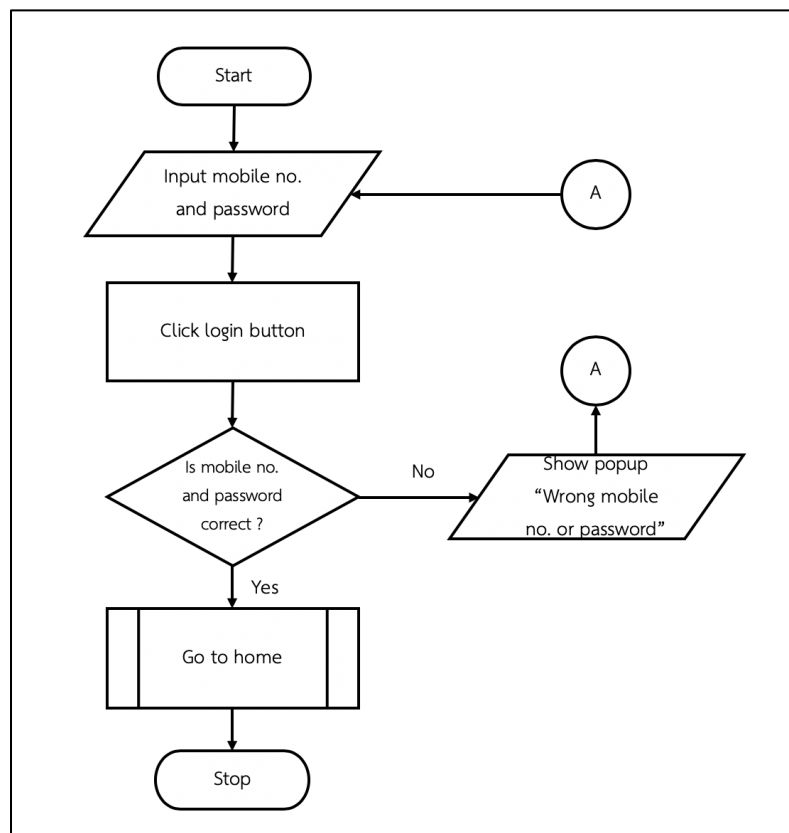 Start
Input mobile no.
and password
A
Click login button
A
Is mobile no.
and password
correct ?
No
Show popup
“Wrong mobile
no. or password”
Yes
Go to home
Stop